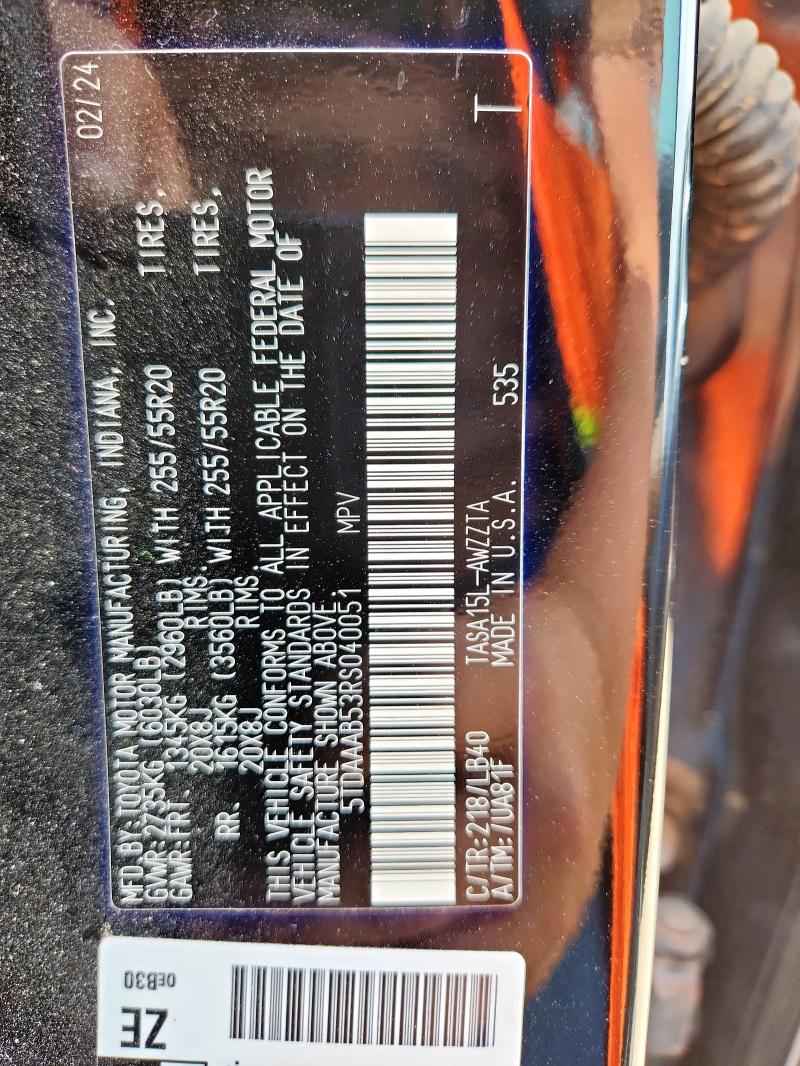 MFD BY:TOYOTA MOTOR MANUFACTURING, INDIANA, INC. 02/24
GVWR:2735KG (6030LB)
GAWR:FRT. 1345KG (2960LB) WITH 255/55R20 TIRES,
20X8J RIMS.
RR. 1615KG (3560LB) WITH 255/55R20 TIRES,
20X8J RIMS
THIS VEHICLE CONFORMS TO ALL APPLICABLE FEDERAL MOTOR
VEHICLE SAFETY STANDARDS IN EFFECT ON THE DATE OF
MANUFACTURE SHOWN ABOVE.
5TDAAAB53RS040051 MPV
C/TR:218/LB40 TASA15L-AWZZTA T
A/TM:7UA81F MADE IN U.S.A. 535
ZE
0EB30